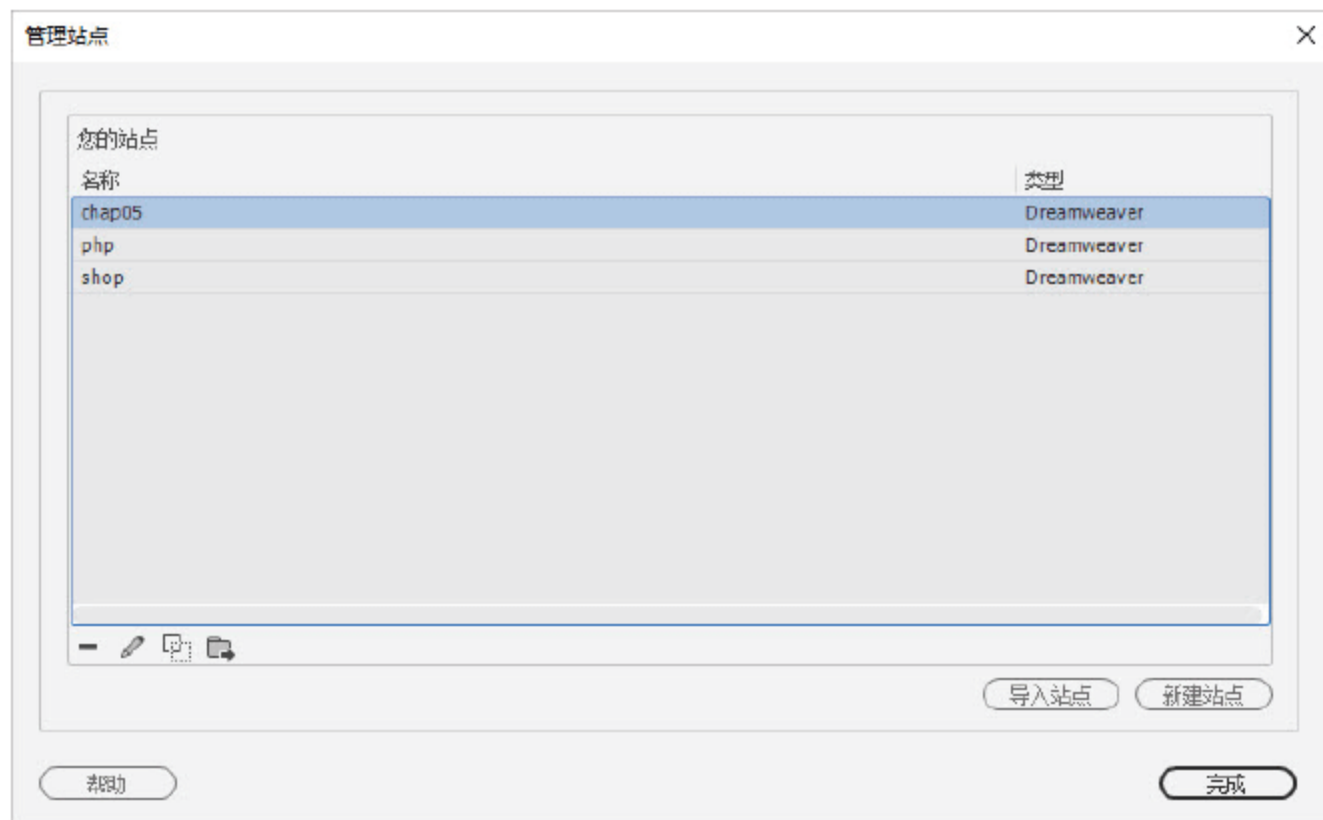 管理站点
您的站点
名称 类型
chap05 Dreamweaver
php Dreamweaver
shop Dreamweaver
导入站点 新建站点
帮助 完成